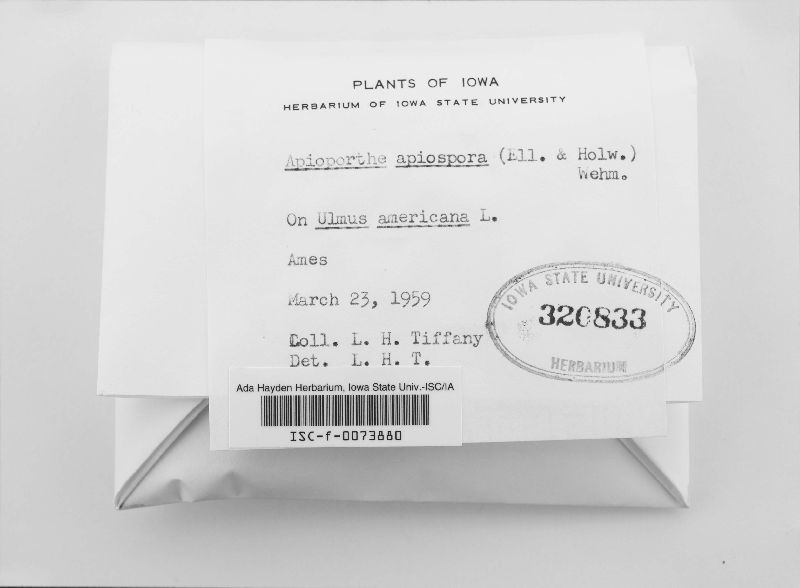 PLANTS OF IOWA
HERBARIUM OF IOWA STATE UNIVERSITY
Apioporthe apiospora (Ell. & Holw.)
Wehm.
On Ulmus americana L.
Ames
March 23, 1959
Coll. L. H. Tiffany
Det. L. H. T.
IOWA STATE UNIVERSITY
320833
HERBARIUM
Ada Hayden Herbarium, Iowa State Univ.-ISC/IA
ISC-f-0073880